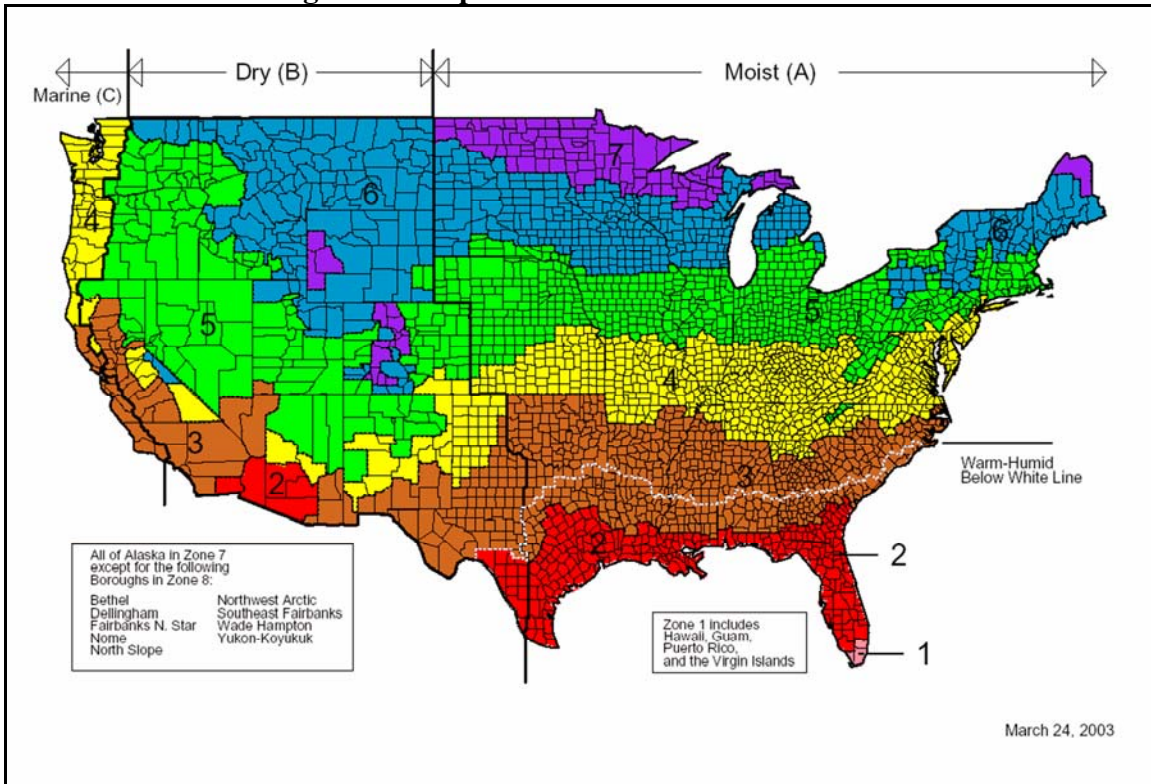 Marine (C)
Dry (B)
Moist (A)
7
6
6
4
5
5
4
3
3
2
2
Warm-Humid
Below White Line
2
1
All of Alaska in Zone 7
except for the following
Boroughs in Zone 8:
Bethel Northwest Arctic
Dellingham Southeast Fairbanks
Fairbanks N. Star Wade Hampton
Nome Yukon-Koyukuk
North Slope
Zone 1 includes
Hawaii, Guam,
Puerto Rico,
and the Virgin Islands
March 24, 2003